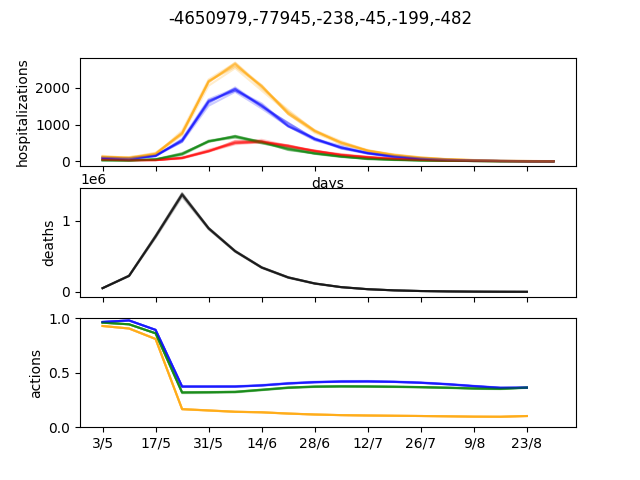 -4650979,-77945,-238,-45,-199,-482
hospitalizations
2000
1000
0
days
1e6
deaths
1
0
actions
1.0
0.5
0.0
3/5 17/5 31/5 14/6 28/6 12/7 26/7 9/8 23/8